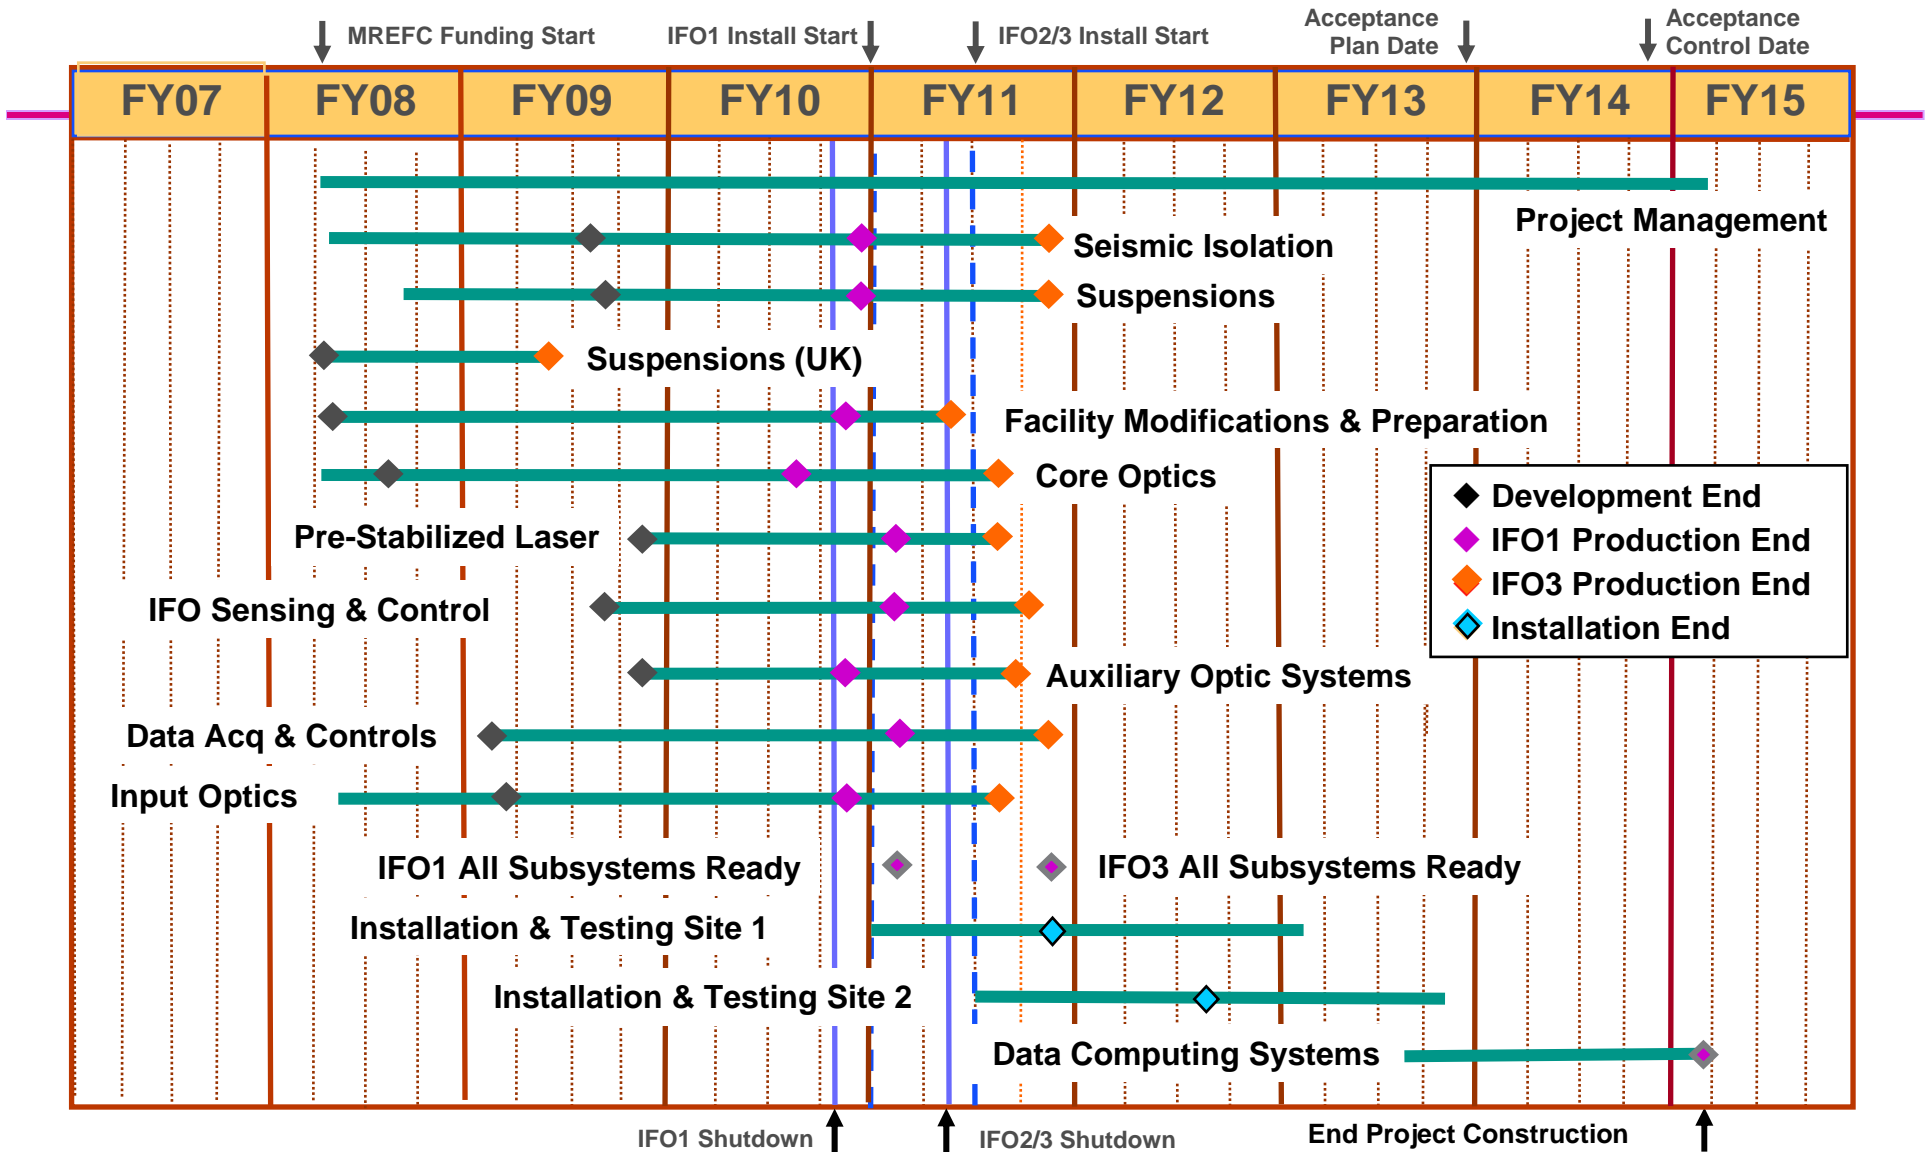 MREFC Funding Start
IFO1 Install Start
IFO2/3 Install Start
Acceptance
Plan Date
Acceptance
Control Date
FY07
FY08
FY09
FY10
FY11
FY12
FY13
FY14
FY15
Project Management
Seismic Isolation
Suspensions
Suspensions (UK)
Facility Modifications & Preparation
Core Optics
Development End
IFO1 Production End
IFO3 Production End
Installation End
Pre-Stabilized Laser
IFO Sensing & Control
Auxiliary Optic Systems
Data Acq & Controls
Input Optics
IFO1 All Subsystems Ready
IFO3 All Subsystems Ready
Installation & Testing Site 1
Installation & Testing Site 2
Data Computing Systems
IFO1 Shutdown
IFO2/3 Shutdown
End Project Construction